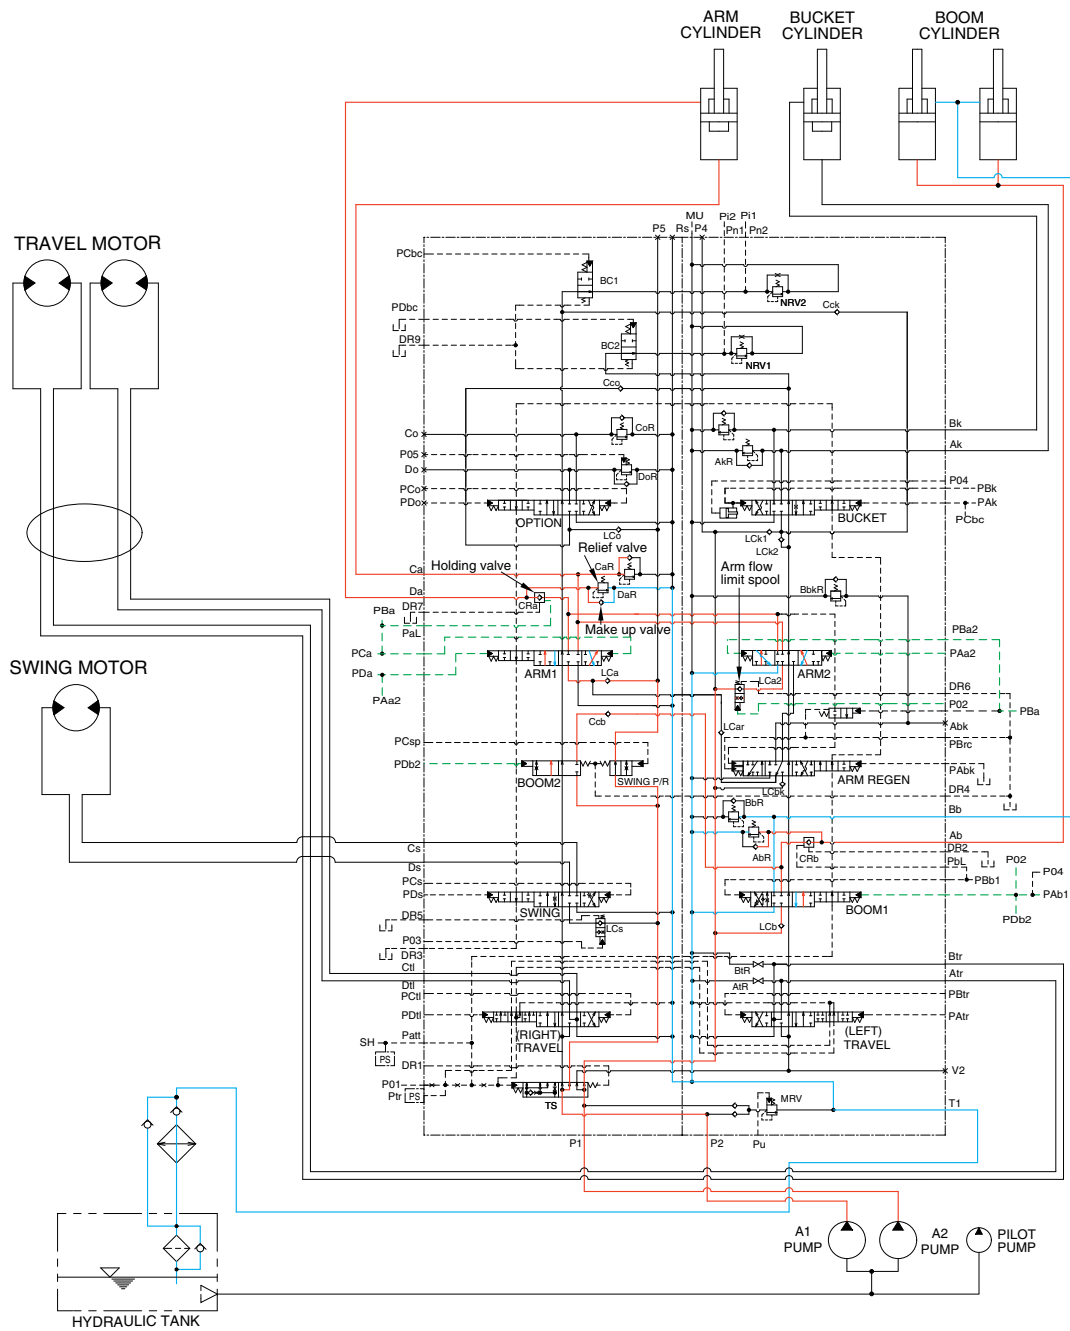 ARM
CYLINDER
BUCKET
CYLINDER
BOOM
CYLINDER
TRAVEL MOTOR
SWING MOTOR
MU
Pi2
Pi1
P5
Rs
P4
Pn1
Pn2
PCbc
BC1
NRV2
Cck
PDbc
DR9
BC2
NRV1
Cco
Co
CoR
Bk
P05
Ak
Do
DoR
AkR
P04
PCo
PBk
PDo
PAk
OPTION
BUCKET
PCbc
LCo
LCk1
Relief valve
LCk2
Holding valve
CaR
Arm flow
limit spool
Ca
Da
DaR
BbkR
DR7
CRa
PBa
PaL
Make up valve
PBa2
PCa
PAa2
PDa
ARM1
LCa
LCa2
ARM2
DR6
PAa2
P02
PBa
Ccb
LCar
Abk
PCsp
PBrc
PDb2
PAbk
BOOM2
SWING P/R
ARM REGEN
LCbk
DR4
BbR
Bb
AbR
CRb
Ab
Cs
DR2
Ds
PbL
P02
P04
PCs
PBb1
PDs
PAb1
SWING
BOOM1
DR5
LCs
PDb2
P03
LCb
DR3
Ctl
BtR
Btr
Dtl
AtR
Atr
PCtl
PBtr
PDtl
PAtr
(RIGHT)
TRAVEL
(LEFT)
TRAVEL
Patt
SH
PS
DR1
V2
P01
Ptr
PS
TS
MRV
T1
P1
P2
Pu
A1
PUMP
A2
PUMP
PILOT
PUMP
HYDRAULIC TANK